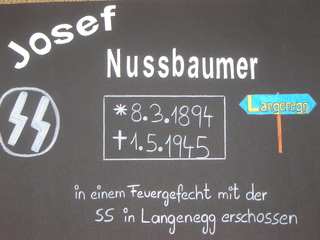 Josef
Nussbaumer
*8.3.1894
Langenegg
†1.5.1945
in einem Feuergefecht mit der
SS in Langenegg erschossen